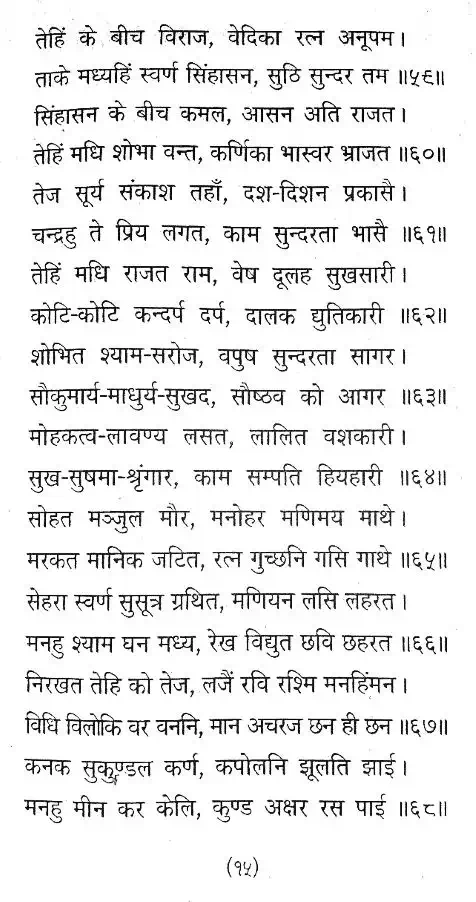 तेहिं के बीच विराज, वेदिका रत्न अनूपम।
ताके मध्यहिं स्वर्ण सिंहासन, सुठि सुन्दर तम ॥५९॥
सिंहासन के बीच कमल, आसन अति राजत।
तेहिं मधि शोभा वन्त, कर्णिका भास्वर भ्राजत ॥६०॥
तेज सूर्य संकाश तहाँ, दश-दिशन प्रकासै।
चन्द्रहु ते प्रिय लगत, काम सुन्दरता भासै ॥६१॥
तेहिं मधि राजत राम, वेष दूलह सुखसारी।
कोटि-कोटि कन्दर्प दर्प, दालक द्युतिकारी ॥६२॥
शोभित श्याम-सरोज, वपुष सुन्दरता सागर।
सौकुमार्य-माधुर्य-सुखद, सौष्ठव को आगर ॥६३॥
मोहकत्व-लावण्य लसत, लालित वशकारी।
सुख-सुषमा-श्रृंगार, काम सम्पति हियहारी ॥६४॥
सोहत मञ्जुल मौर, मनोहर मणिमय माथे।
मरकत मानिक जटित, रत्न गुच्छनि गसि गाथे ॥६५॥
सेहरा स्वर्ण सुसूत्र ग्रथित, मणियन लसि लहरत।
मनहु श्याम घन मध्य, रेख विद्युत छवि छहरत ॥६६॥
निरखत तेहि को तेज, लजैं रवि रश्मि मनहिंमन।
विधि विलोकि वर वननि, मान अचरज छन ही छन ॥६७॥
कनक सुकुण्डल कर्ण, कपोलनि झूलति झाई।
मनहु मीन कर केलि, कुण्ड अक्षर रस पाई ॥६८॥
(१५)